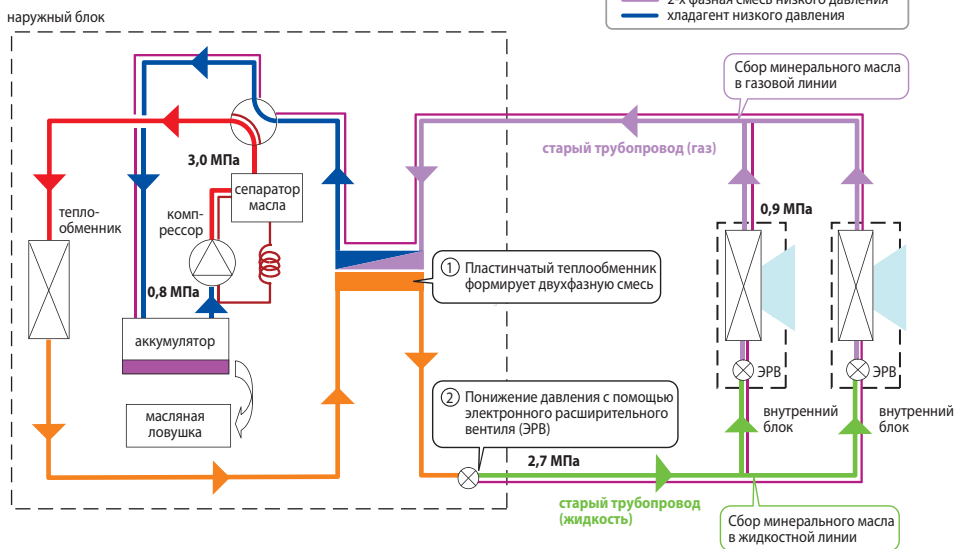 2-х фазная смесь низкого давления
хладагент низкого давления
наружный блок
Сбор минерального масла
в газовой линии
старый трубопровод (газ)
3,0 МПа
сепаратор
масла
тепло-
обменник
комп-
рессор
0,9 МПа
① Пластинчатый теплообменник
формирует двухфазную смесь
0,8 МПа
аккумулятор
ЭРВ
ЭРВ
масляная
ловушка
② Понижение давления с помощью
электронного расширительного
вентиля (ЭРВ)
внутренний
блок
внутренний
блок
2,7 МПа
старый трубопровод
(жидкость)
Сбор минерального масла
в жидкостной линии